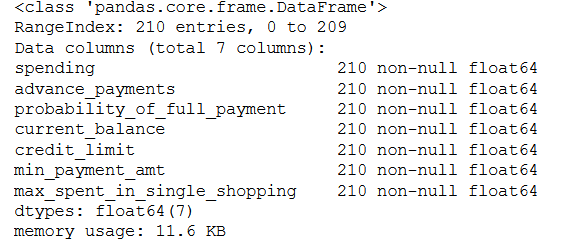 <class 'pandas.core.frame.DataFrame'>
RangeIndex: 210 entries, 0 to 209
Data columns (total 7 columns):
spending                        210 non-null float64
advance_payments                210 non-null float64
probability_of_full_payment     210 non-null float64
current_balance                 210 non-null float64
credit_limit                    210 non-null float64
min_payment_amt                 210 non-null float64
max_spent_in_single_shopping    210 non-null float64
dtypes: float64(7)
memory usage: 11.6 KB